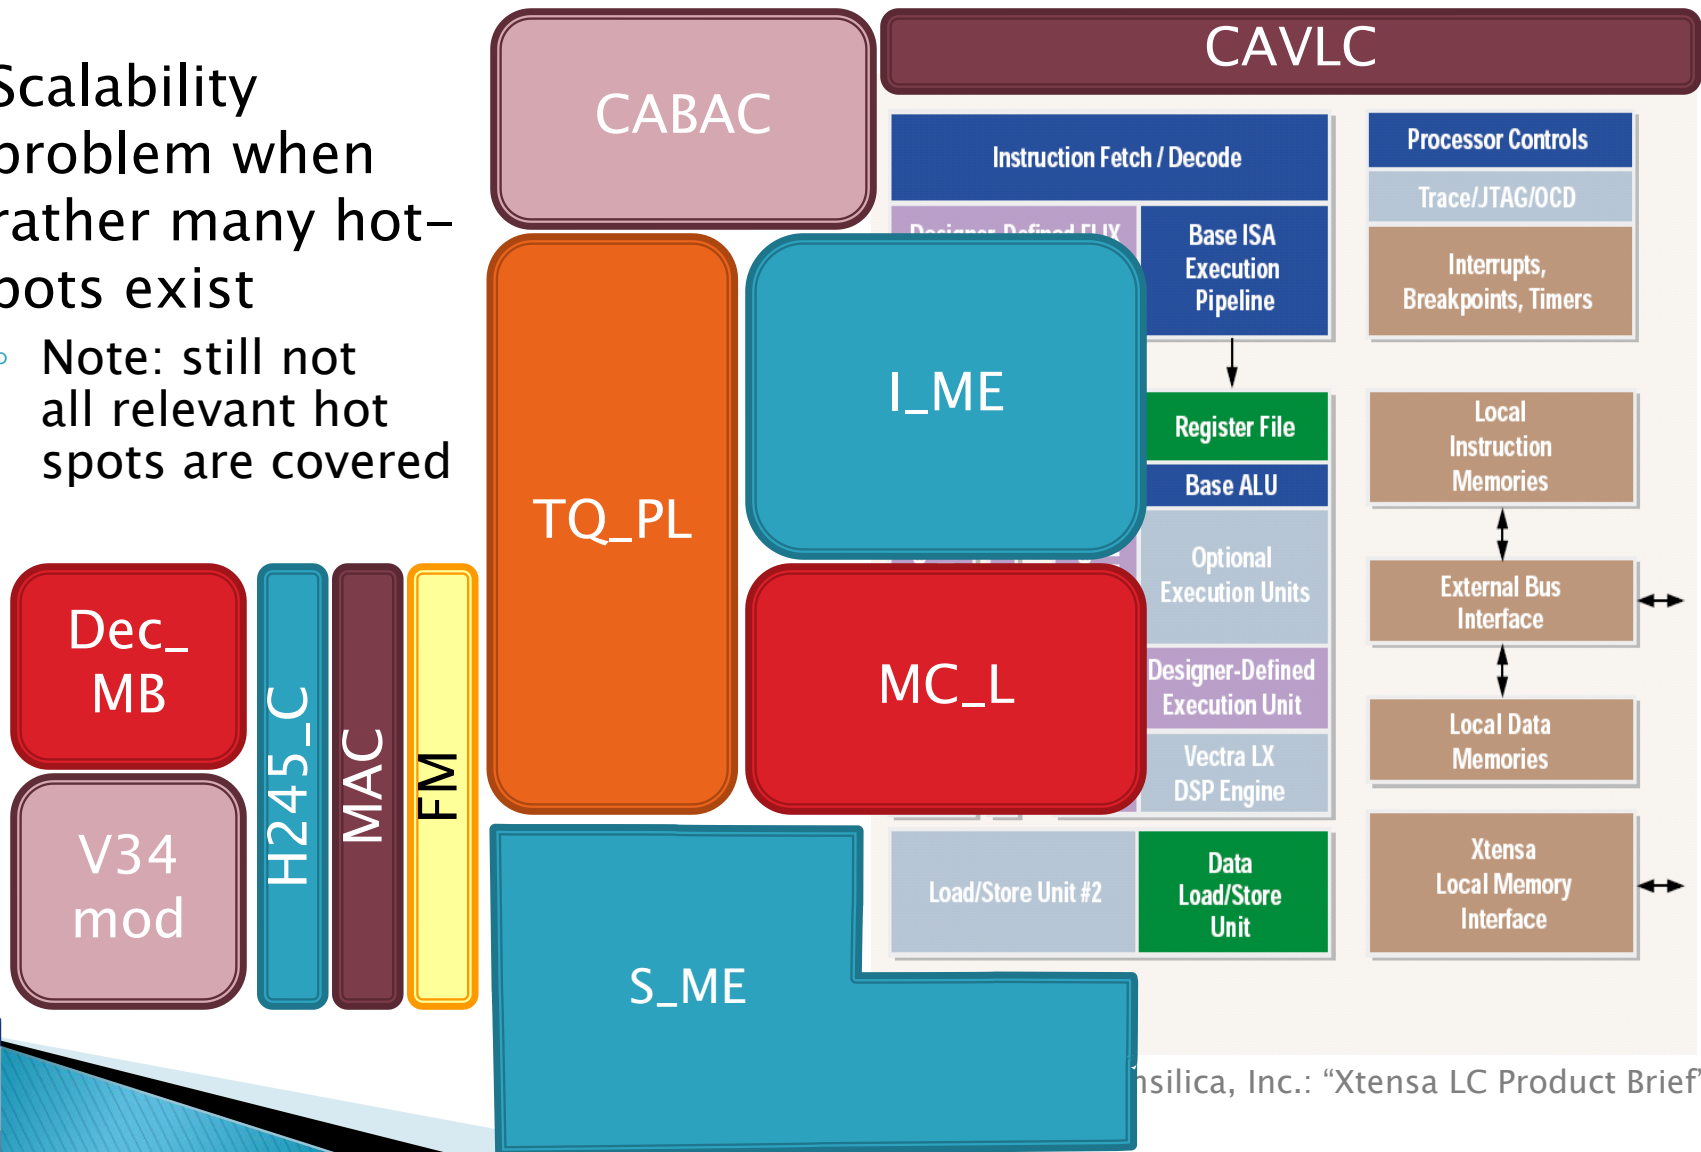 Scalability
problem when
rather many hot-
pots exist
Note: still not
all relevant hot
spots are covered
CABAC
CAVLC
TQ_PL
I_ME
MC_L
S_ME
Dec_
MB
V34
mod
H245_C
MAC
FM
Instruction Fetch / Decode
Designer-Defined FLIX
Base ISA
Execution
Pipeline
Register File
Base ALU
Optional
Execution Units
Designer-Defined
Execution Unit
Vectra LX
DSP Engine
Load/Store Unit #2
Data
Load/Store
Unit
Processor Controls
Trace/JTAG/OCD
Interrupts,
Breakpoints, Timers
Local
Instruction
Memories
External Bus
Interface
Local Data
Memories
Xtensa
Local Memory
Interface
nsilica, Inc.: “Xtensa LC Product Brief”